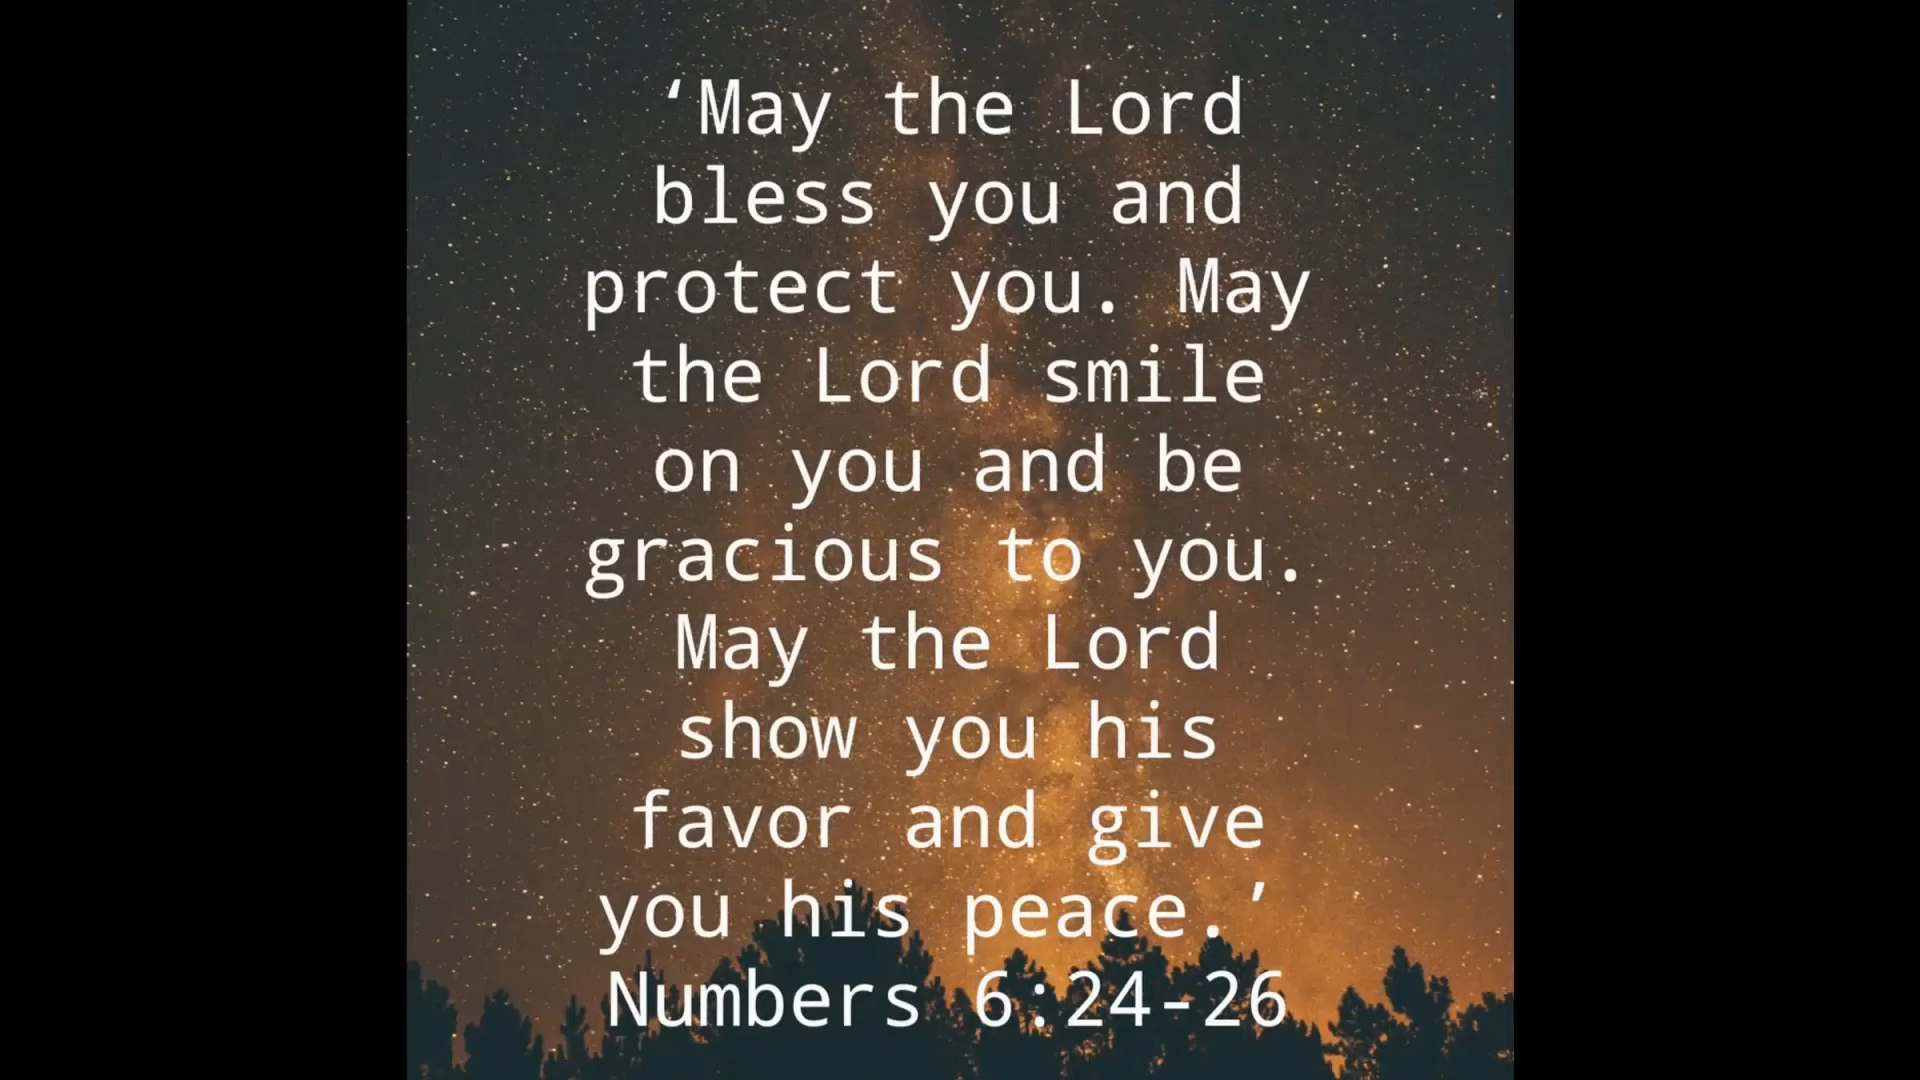 ‘May the Lord
bless you and
protect you. May
the Lord smile
on you and be
gracious to you.
May the Lord
show you his
favor and give
you his peace.’
Numbers 6:24-26